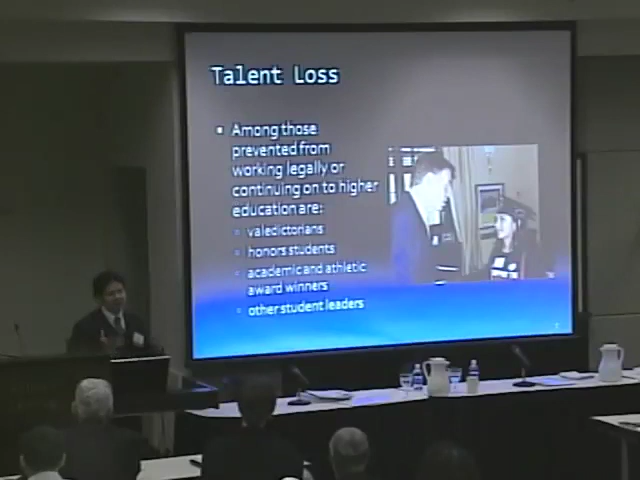 Talent Loss
Among those
prevented from
working legally or
continuing on to higher
education are:
valedictorians
honors students
academic and athletic
award winners
other student leaders